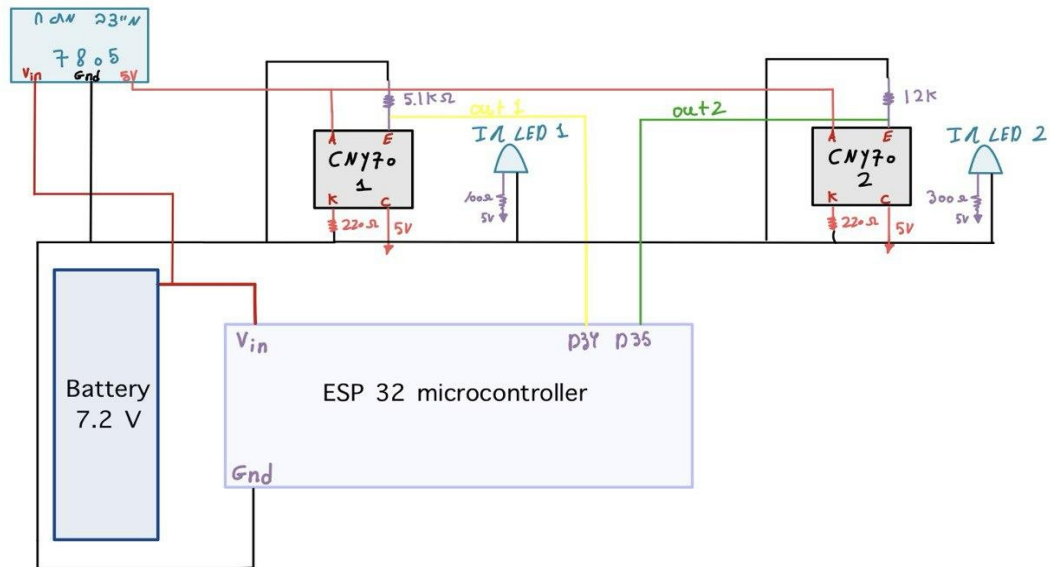 מייצב מתח
7805
Vin Gnd 5V
5.1KΩ
out 1
A E
CNY70
1
K C
220Ω 5V
IR LED 1
100Ω
5V
out2
12K
A E
CNY70
2
K C
220Ω 5V
IR LED 2
300Ω
5V
Battery
7.2 V
Vin D34 D35
ESP 32 microcontroller
Gnd